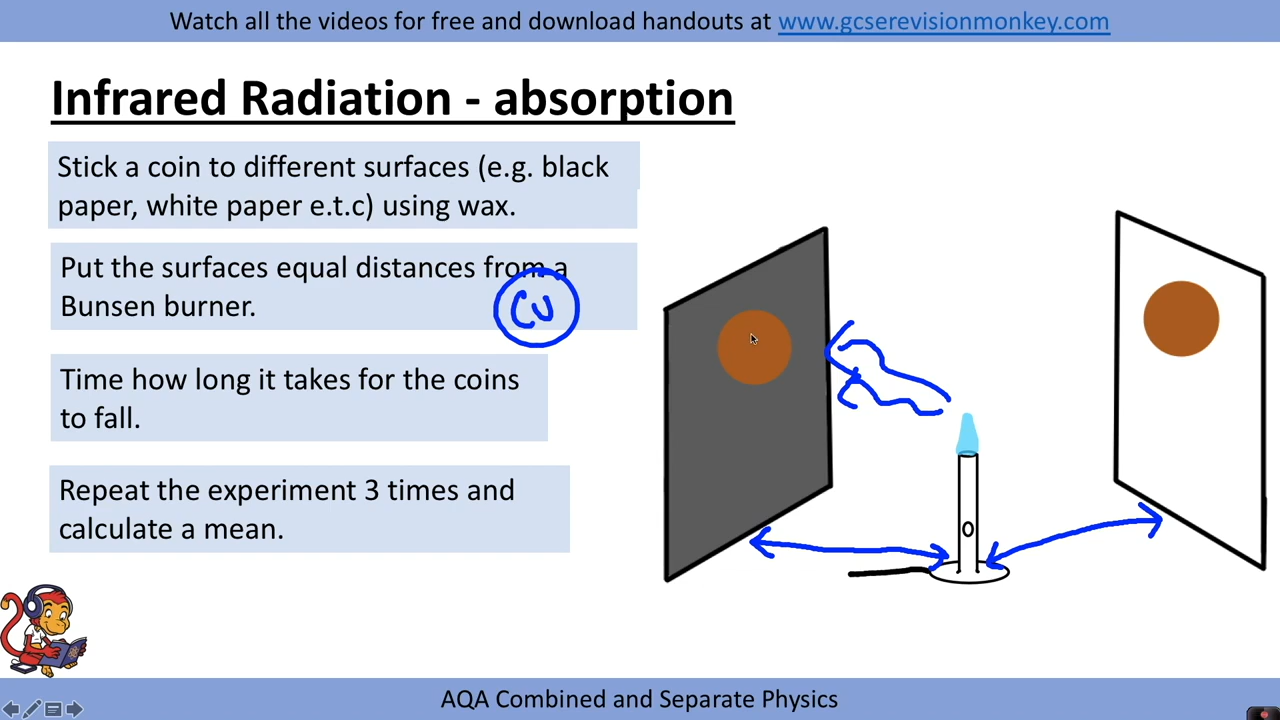 Watch all the videos for free and download handouts at www.gcserevisionmonkey.com
Infrared Radiation - absorption
Stick a coin to different surfaces (e.g. black
paper, white paper e.t.c) using wax.
Put the surfaces equal distances from a
Bunsen burner.
CV
Time how long it takes for the coins
to fall.
Repeat the experiment 3 times and
calculate a mean.
AQA Combined and Separate Physics